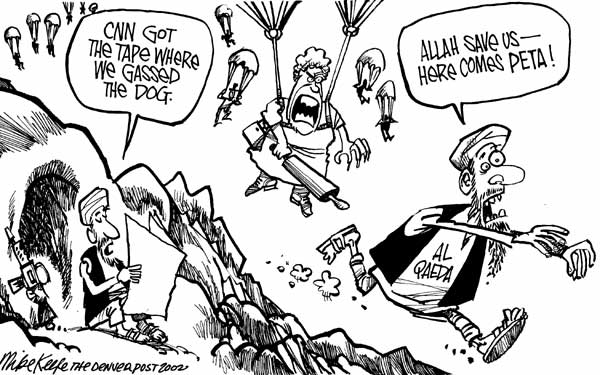 CNN GOT
THE TAPE WHERE
WE GASSED
THE DOG.
ALLAH SAVE US—
HERE COMES PETA!
AL
QAEDA
Mike Keefe THE DENVER POST 2002